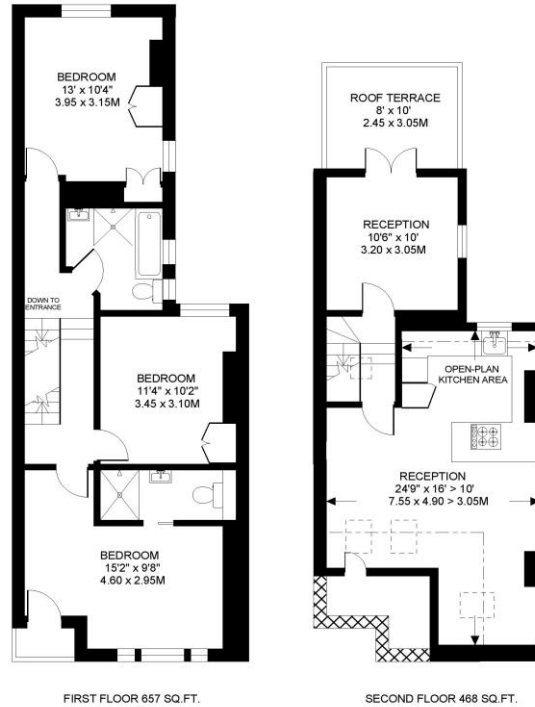 BEDROOM
13' x 10'4"
3.95 x 3.15M
DOWN TO
ENTRANCE
BEDROOM
11'4" x 10'2"
3.45 x 3.10M
BEDROOM
15'2" x 9'8"
4.60 x 2.95M
FIRST FLOOR 657 SQ.FT.
ROOF TERRACE
8' x 10'
2.45 x 3.05M
RECEPTION
10'6" x 10'
3.20 x 3.05M
OPEN-PLAN
KITCHEN AREA
RECEPTION
24'9" x 16' > 10'
7.55 x 4.90 > 3.05M
SECOND FLOOR 468 SQ.FT.